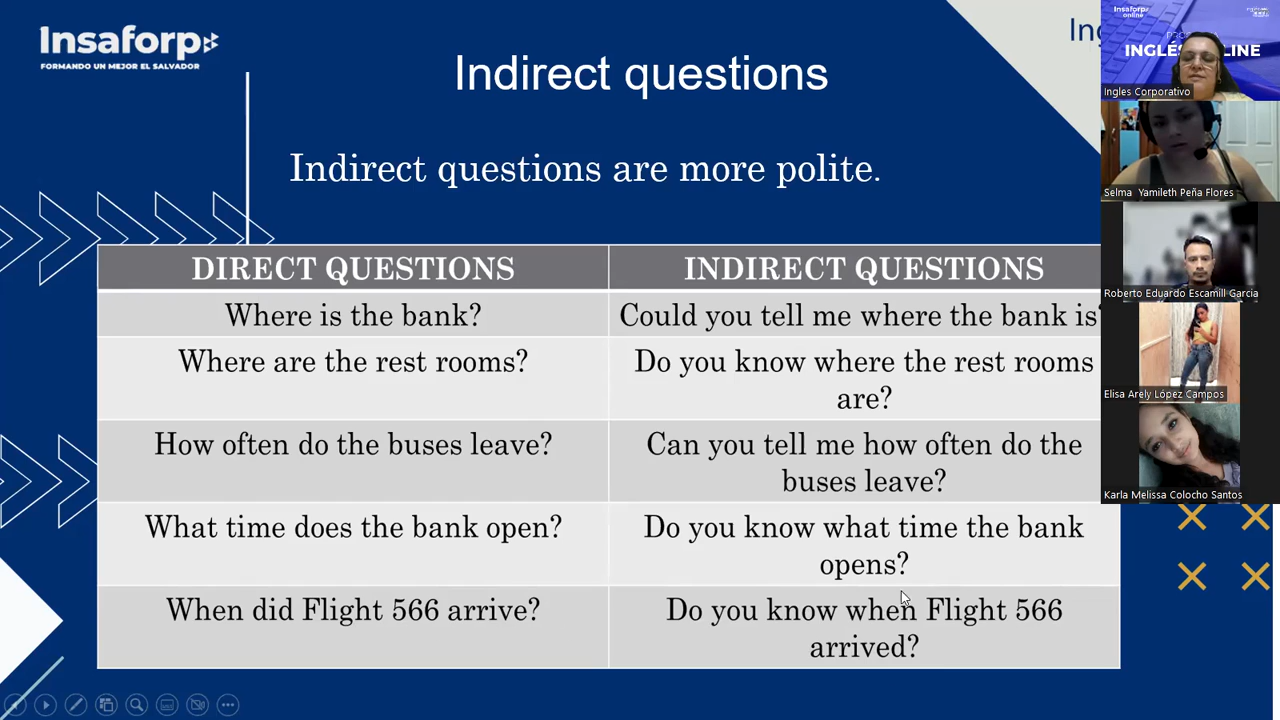 Insaforp
FORMANDO UN MEJOR EL SALVADOR
Indirect questions
Indirect questions are more polite.
DIRECT QUESTIONS
INDIRECT QUESTIONS
Where is the bank?
Could you tell me where the bank is?
Where are the rest rooms?
Do you know where the rest rooms
are?
How often do the buses leave?
Can you tell me how often do the
buses leave?
What time does the bank open?
Do you know what time the bank
opens?
When did Flight 566 arrive?
Do you know when Flight 566
arrived?
Ing
Insaforp
online
INGLÉS ONLINE
Ingles Corporativo
Selma Yamileth Peña Flores
Roberto Eduardo Escamill Garcia
Elisa Arely López Campos
Karla Melissa Colocho Santos